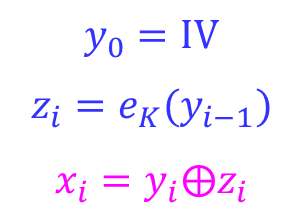 y₀ = IV
zᵢ = e_K(yᵢ₋₁)
xᵢ = yᵢ⊕zᵢ